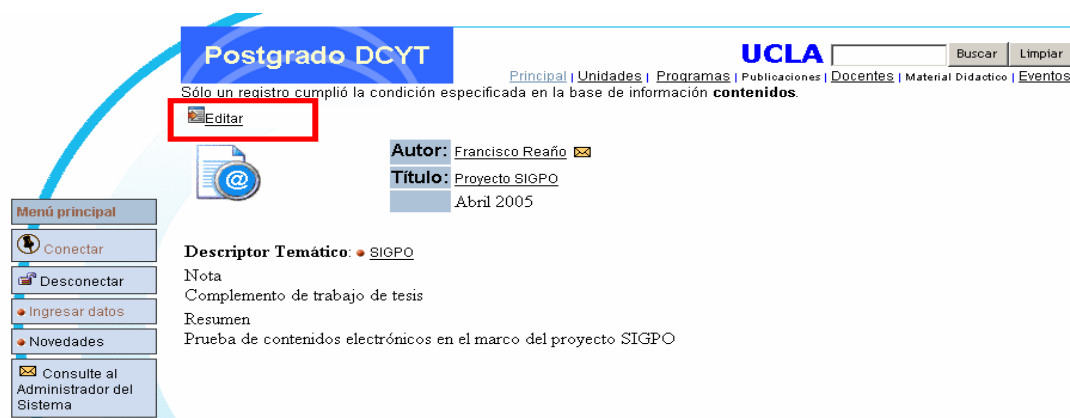 Postgrado DCYT
UCLA Buscar Limpiar
Principal | Unidades | Programas | Publicaciones | Docentes | Material Didactico | Eventos
Sólo un registro cumplió la condición especificada en la base de información contenidos.
Editar
Autor: Francisco Reaño
Título: Proyecto SIGPO
Abril 2005
Menú principal
Conectar
Desconectar
Ingresar datos
Novedades
Consulte al
Administrador del
Sistema
Descriptor Temático: SIGPO
Nota
Complemento de trabajo de tesis
Resumen
Prueba de contenidos electrónicos en el marco del proyecto SIGPO